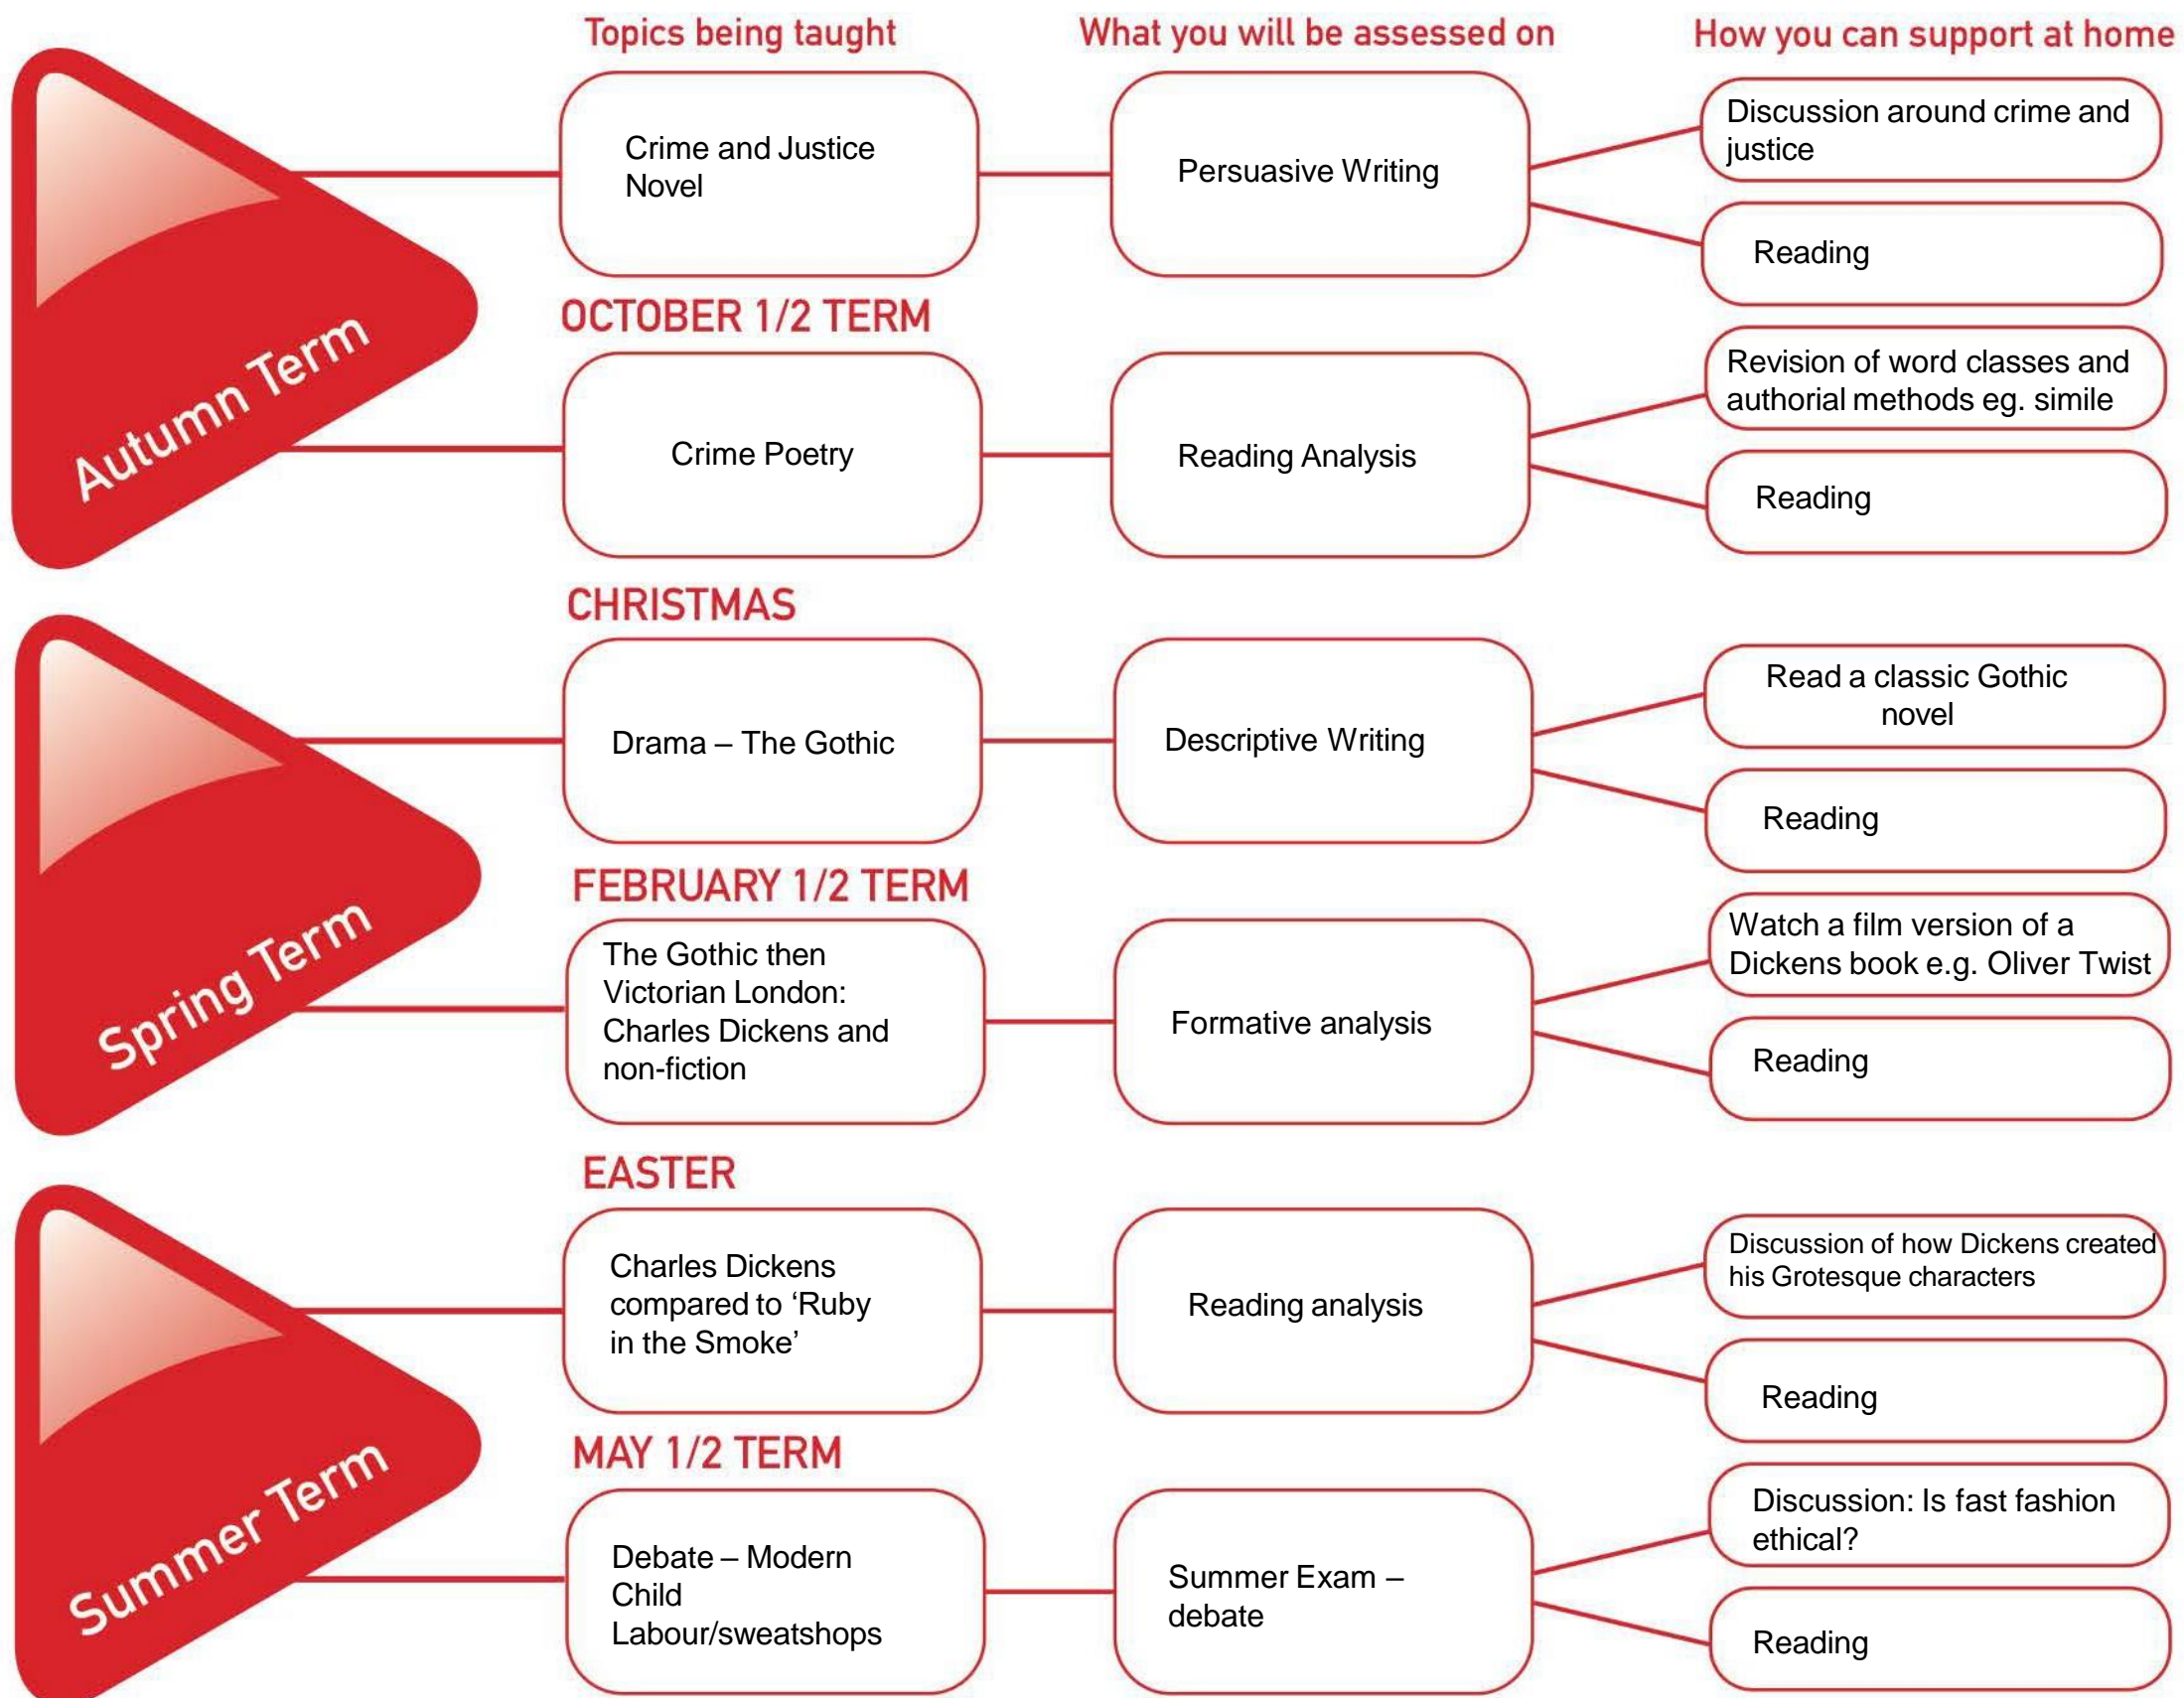 Topics being taught
What you will be assessed on
How you can support at home
Autumn Term
Crime and Justice
Novel
Persuasive Writing
Discussion around crime and
justice
Reading
OCTOBER 1/2 TERM
Crime Poetry
Reading Analysis
Revision of word classes and
authorial methods eg. simile
Reading
CHRISTMAS
Spring Term
Drama – The Gothic
Descriptive Writing
Read a classic Gothic
novel
Reading
FEBRUARY 1/2 TERM
The Gothic then
Victorian London:
Charles Dickens and
non-fiction
Formative analysis
Watch a film version of a
Dickens book e.g. Oliver Twist
Reading
EASTER
Summer Term
Charles Dickens
compared to ‘Ruby
in the Smoke’
Reading analysis
Discussion of how Dickens created
his Grotesque characters
Reading
MAY 1/2 TERM
Debate – Modern
Child
Labour/sweatshops
Summer Exam –
debate
Discussion: Is fast fashion
ethical?
Reading